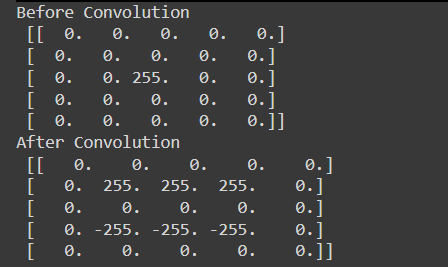 Before Convolution
[[ 0. 0. 0. 0. 0.]
[ 0. 0. 0. 0. 0.]
[ 0. 0. 255. 0. 0.]
[ 0. 0. 0. 0. 0.]
[ 0. 0. 0. 0. 0.]]
After Convolution
[[ 0. 0. 0. 0. 0.]
[ 0. 255. 255. 255. 0.]
[ 0. 0. 0. 0. 0.]
[ 0. -255. -255. -255. 0.]
[ 0. 0. 0. 0. 0.]]